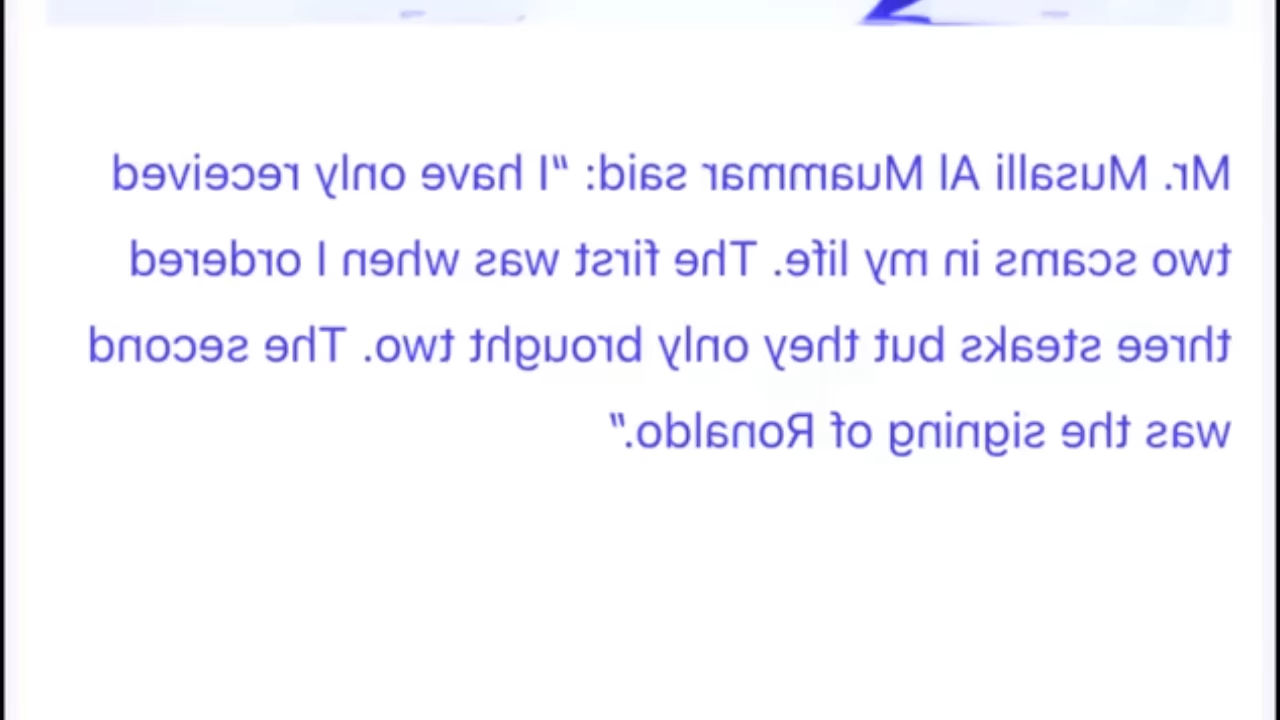 Mr. Musalli Al Muammar said: "I have only received
two scams in my life. The first was when I ordered
three steaks but they only brought two. The second
was the signing of Ronaldo."